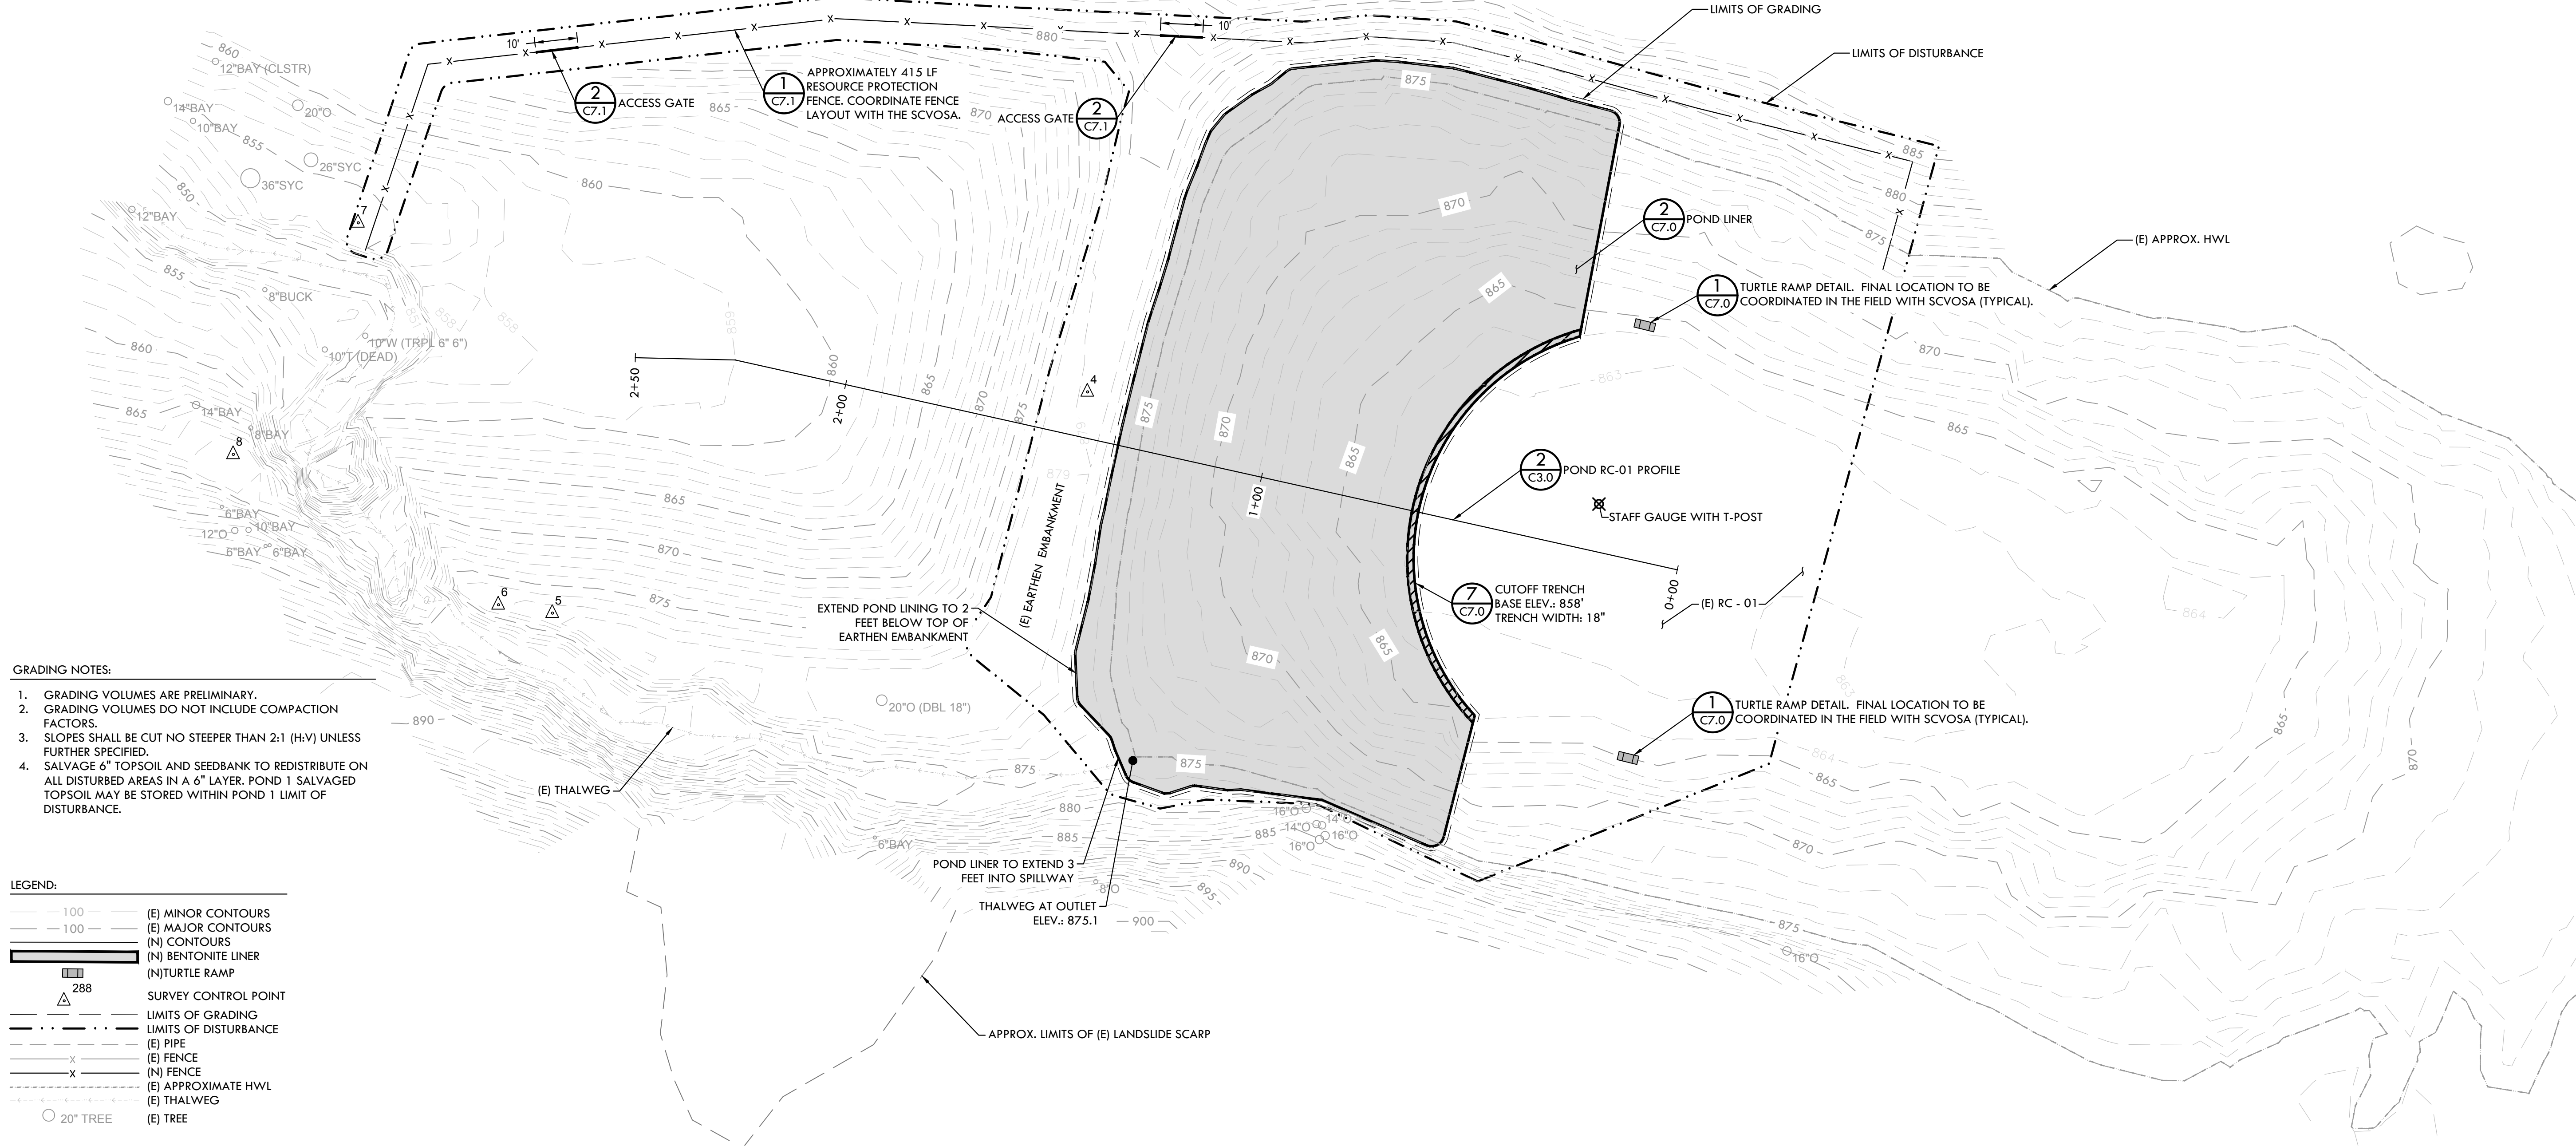 LIMITS OF GRADING
LIMITS OF DISTURBANCE
10'
10'
880
860
12"BAY (CLSTR)
14"BAY
20"O
10"BAY
855
26"SYC
36"SYC
850
12"BAY
7
2
C7.1
ACCESS GATE
865
1
C7.1
APPROXIMATELY 415 LF
RESOURCE PROTECTION
FENCE. COORDINATE FENCE
LAYOUT WITH THE SCVOSA.
870
ACCESS GATE
2
C7.1
875
885
880
875
860
870
2
C7.0
POND LINER
(E) APPROX. HWL
855
8"BUCK
851
858
858
859
865
1
C7.0
TURTLE RAMP DETAIL. FINAL LOCATION TO BE
COORDINATED IN THE FIELD WITH SCVOSA (TYPICAL).
860
10"W (TRPL 6" 6")
10"T (DEAD)
2+50
860
2+00
865
870
875
4
879
879
875
870
865
863
870
865
865
14"BAY
8"BAY
8
2
C3.0
POND RC-01 PROFILE
1+00
STAFF GAUGE WITH T-POST
865
6"BAY
10"BAY
12"O
6"BAY
6"BAY
870
(E) EARTHEN EMBANKMENT
6
5
875
7
C7.0
CUTOFF TRENCH
BASE ELEV.: 858'
TRENCH WIDTH: 18"
0+00
(E) RC - 01
864
EXTEND POND LINING TO 2
FEET BELOW TOP OF
EARTHEN EMBANKMENT
870
865
863
GRADING NOTES:
1. GRADING VOLUMES ARE PRELIMINARY.
2. GRADING VOLUMES DO NOT INCLUDE COMPACTION
FACTORS.
3. SLOPES SHALL BE CUT NO STEEPER THAN 2:1 (H:V) UNLESS
FURTHER SPECIFIED.
4. SALVAGE 6" TOPSOIL AND SEEDBANK TO REDISTRIBUTE ON
ALL DISTURBED AREAS IN A 6" LAYER. POND 1 SALVAGED
TOPSOIL MAY BE STORED WITHIN POND 1 LIMIT OF
DISTURBANCE.
890
20"O (DBL 18")
1
C7.0
TURTLE RAMP DETAIL. FINAL LOCATION TO BE
COORDINATED IN THE FIELD WITH SCVOSA (TYPICAL).
865
870
(E) THALWEG
875
875
864
865
880
885
6"BAY
16"O
14"O
14"O
885
16"O
16"O
870
POND LINER TO EXTEND 3
FEET INTO SPILLWAY
890
8"O
895
THALWEG AT OUTLET
ELEV.: 875.1
900
875
16"O
APPROX. LIMITS OF (E) LANDSLIDE SCARP
LEGEND:
100 (E) MINOR CONTOURS
100 (E) MAJOR CONTOURS
(N) CONTOURS
(N) BENTONITE LINER
(N)TURTLE RAMP
288
SURVEY CONTROL POINT
LIMITS OF GRADING
LIMITS OF DISTURBANCE
(E) PIPE
x (E) FENCE
x (N) FENCE
(E) APPROXIMATE HWL
(E) THALWEG
20" TREE (E) TREE